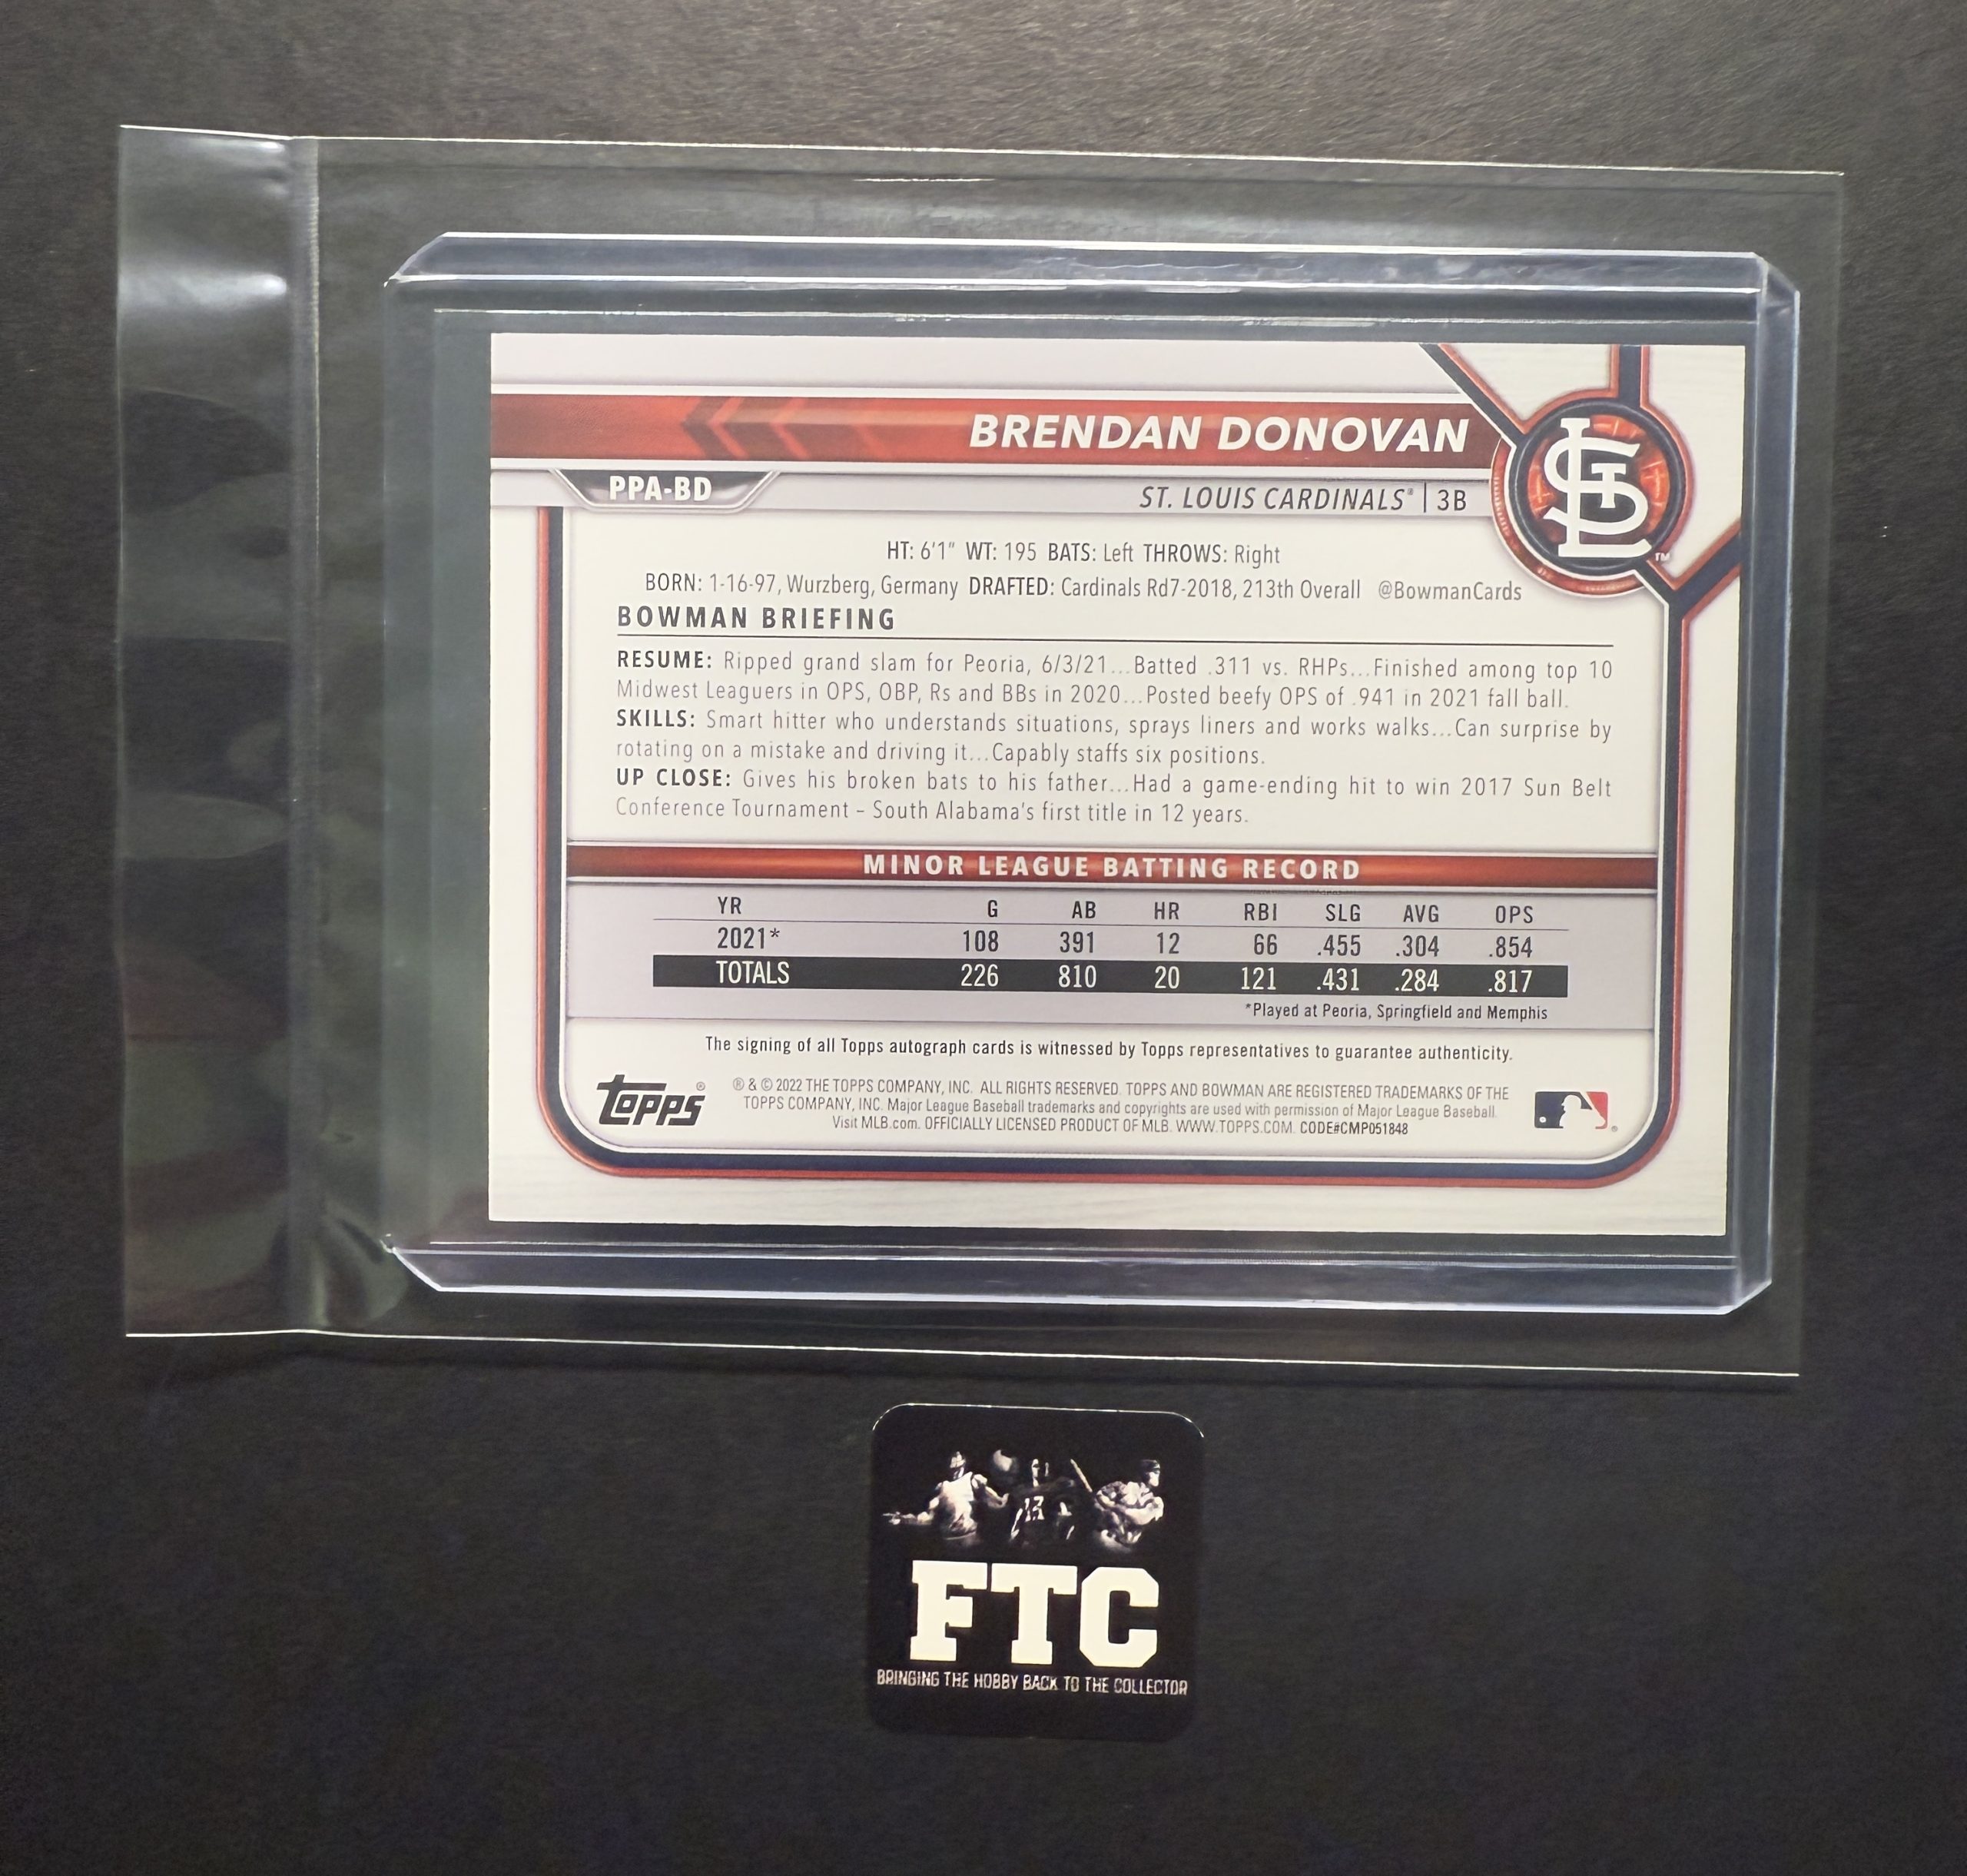 BRENDAN DONOVAN
PPA-BD
ST. LOUIS CARDINALS® | 3B
STL
™
HT: 6'1" WT: 195 BATS: Left THROWS: Right
BORN: 1-16-97, Wurzberg, Germany DRAFTED: Cardinals Rd7-2018, 213th Overall @BowmanCards
BOWMAN BRIEFING
RESUME: Ripped grand slam for Peoria, 6/3/21...Batted .311 vs. RHPs...Finished among top 10
Midwest Leaguers in OPS, OBP, Rs and BBs in 2020...Posted beefy OPS of .941 in 2021 fall ball.
SKILLS: Smart hitter who understands situations, sprays liners and works walks...Can surprise by
rotating on a mistake and driving it...Capably staffs six positions.
UP CLOSE: Gives his broken bats to his father...Had a game-ending hit to win 2017 Sun Belt
Conference Tournament – South Alabama's first title in 12 years.
MINOR LEAGUE BATTING RECORD
YR G AB HR RBI SLG AVG OPS
2021* 108 391 12 66 .455 .304 .854
TOTALS 226 810 20 121 .431 .284 .817
*Played at Peoria, Springfield and Memphis
The signing of all Topps autograph cards is witnessed by Topps representatives to guarantee authenticity.
topps®
® & © 2022 THE TOPPS COMPANY, INC. ALL RIGHTS RESERVED. TOPPS AND BOWMAN ARE REGISTERED TRADEMARKS OF THE
TOPPS COMPANY, INC. Major League Baseball trademarks and copyrights are used with permission of Major League Baseball.
Visit MLB.com. OFFICIALLY LICENSED PRODUCT OF MLB. WWW.TOPPS.COM. CODE#CMP051848
13
FTC
BRINGING THE HOBBY BACK TO THE COLLECTOR